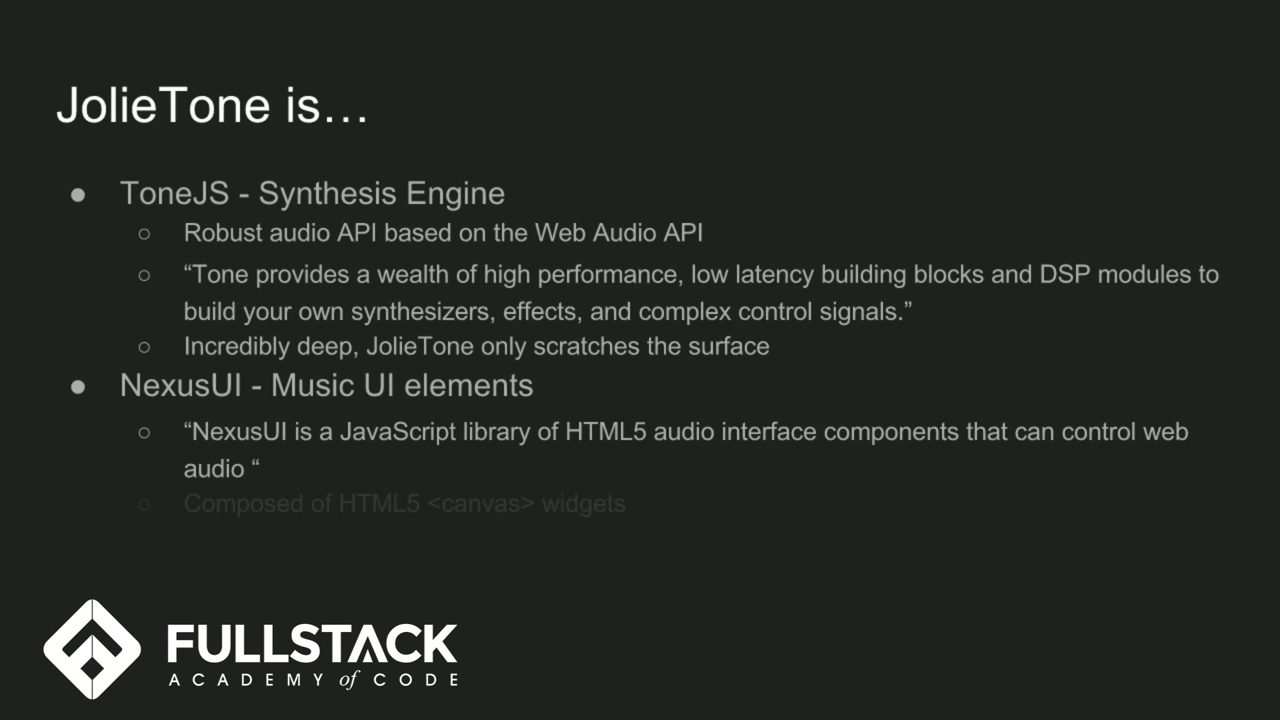 JolieTone is…
● ToneJS - Synthesis Engine
○ Robust audio API based on the Web Audio API
○ “Tone provides a wealth of high performance, low latency building blocks and DSP modules to
build your own synthesizers, effects, and complex control signals.”
○ Incredibly deep, JolieTone only scratches the surface
● NexusUI - Music UI elements
○ “NexusUI is a JavaScript library of HTML5 audio interface components that can control web
audio “
○ Composed of HTML5 <canvas> widgets
FULLSTACK
ACADEMY of CODE